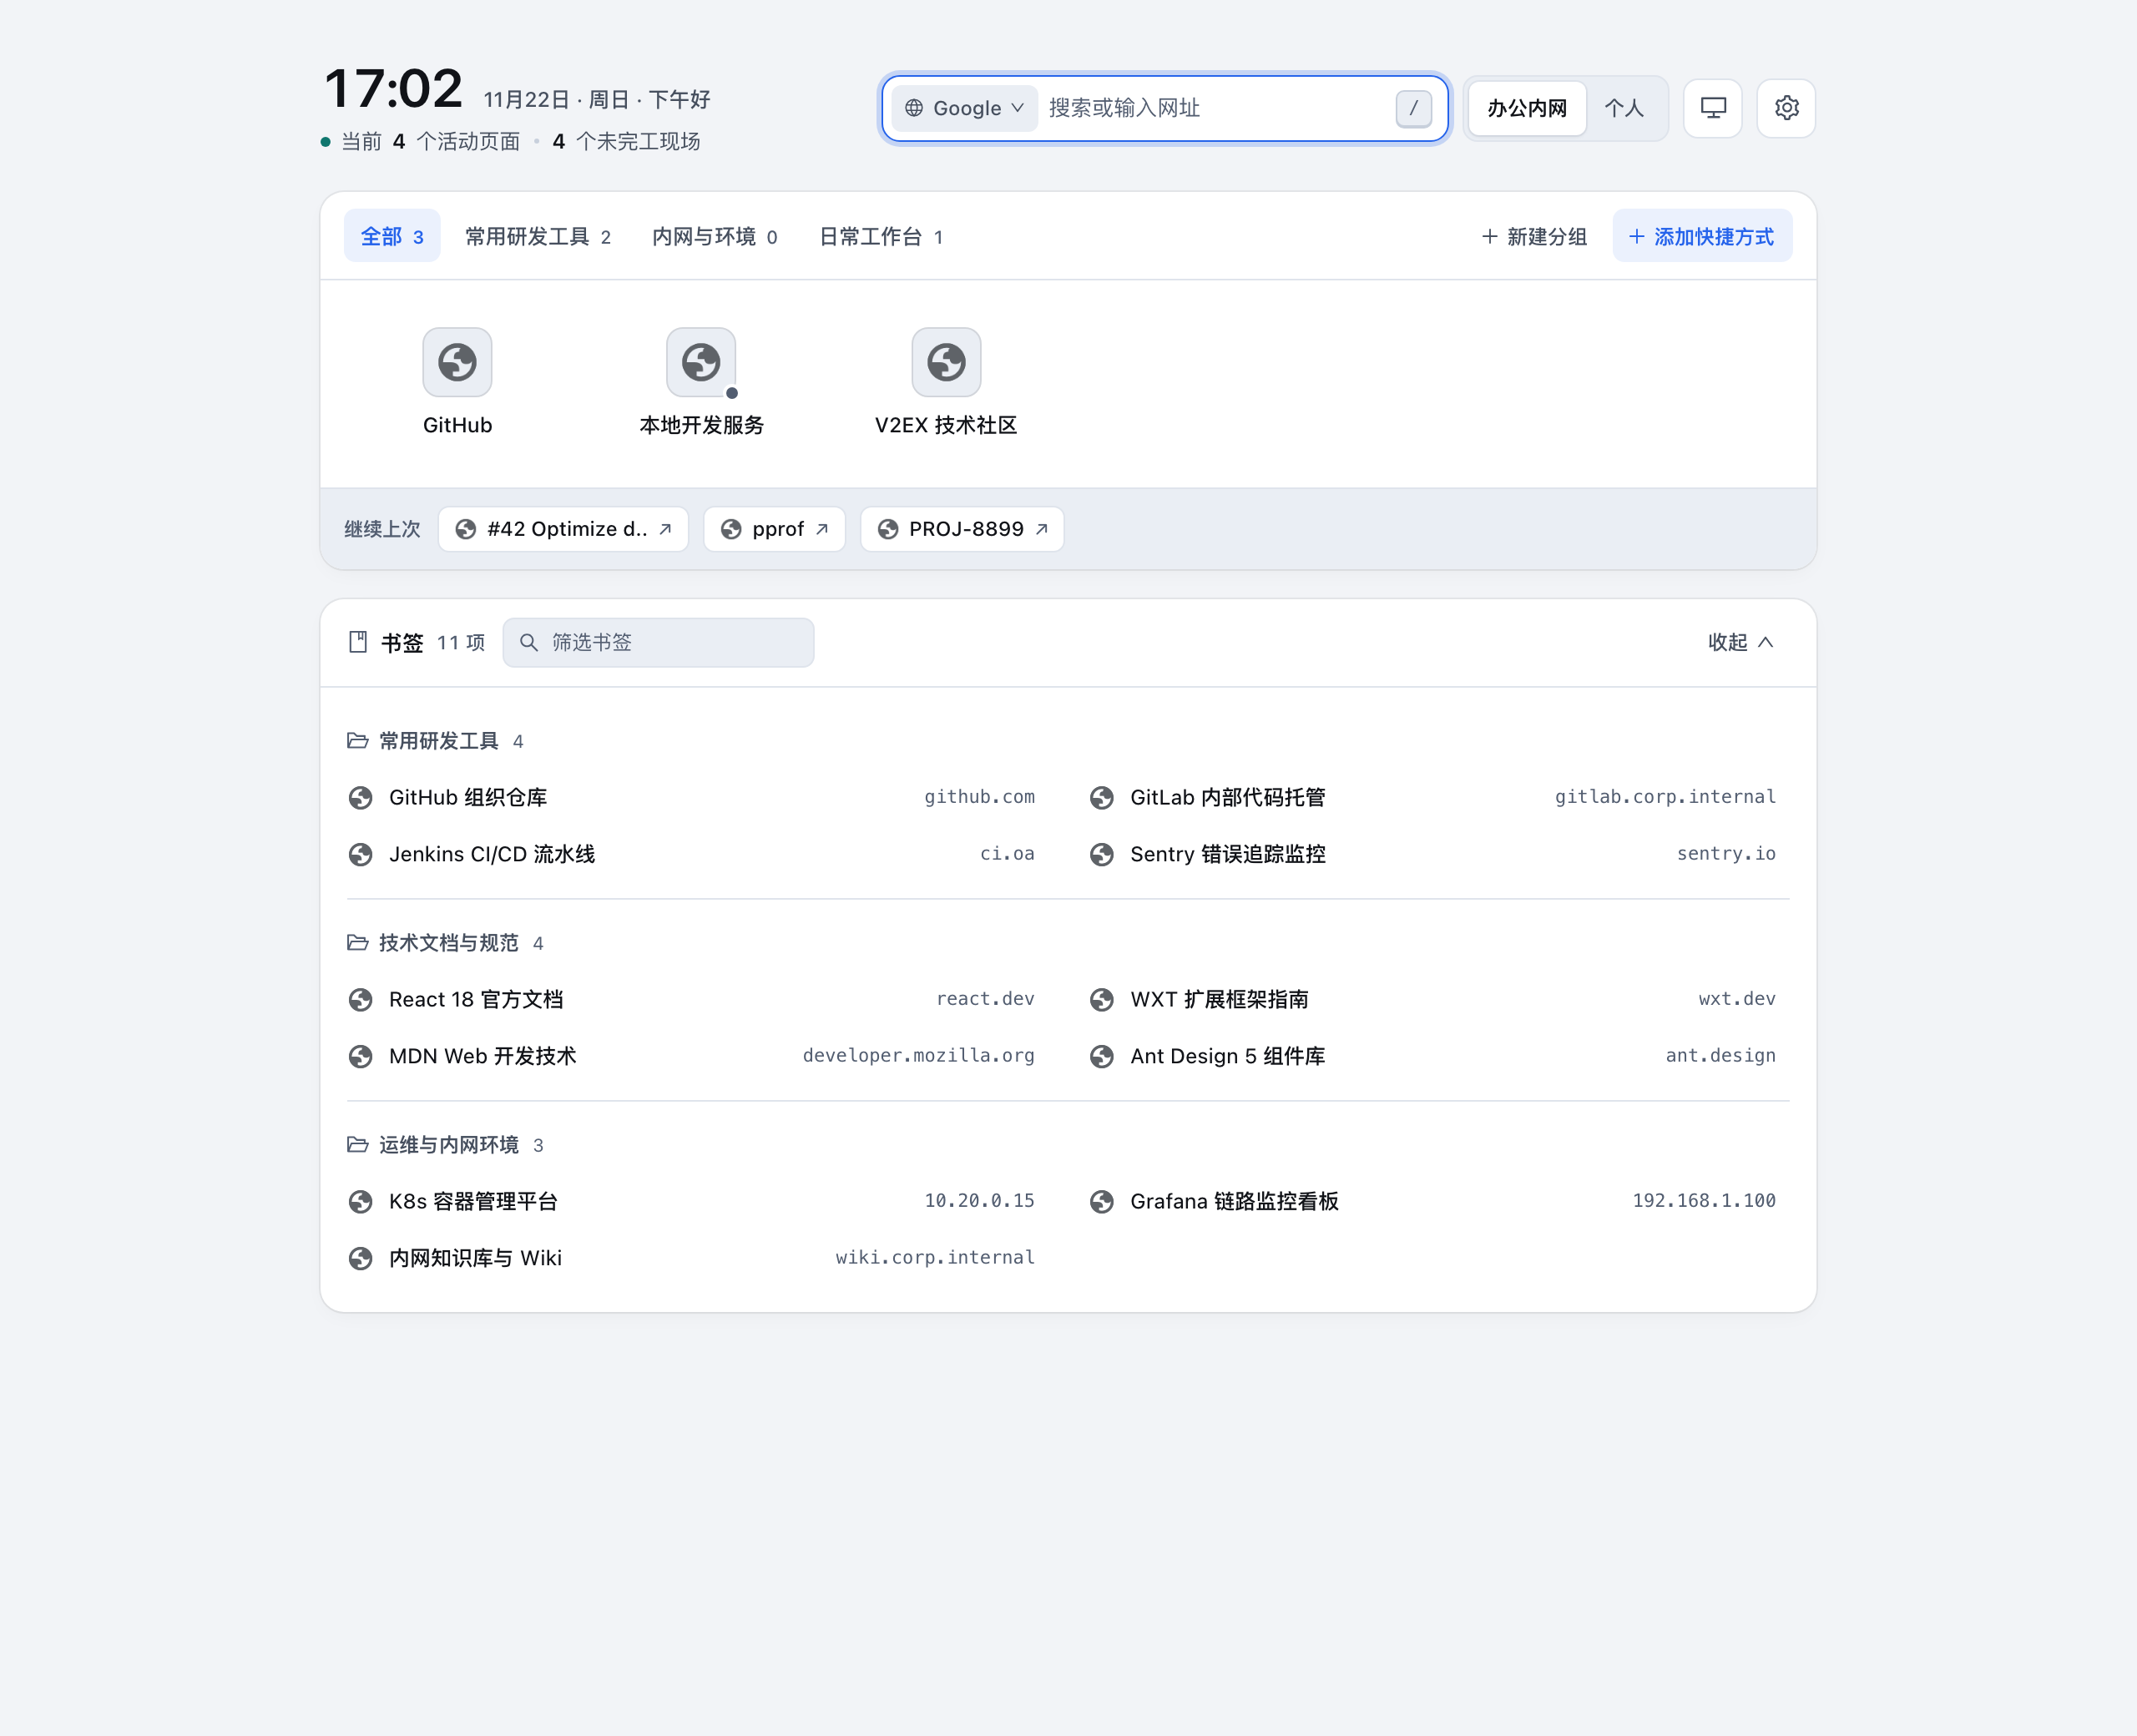 17:02 11月22日 · 周日 · 下午好
当前 4 个活动页面 · 4 个未完工现场
Google 搜索或输入网址 /
办公内网 个人
全部 3 常用研发工具 2 内网与环境 0 日常工作台 1
+ 新建分组 + 添加快捷方式
GitHub
本地开发服务
V2EX 技术社区
继续上次 #42 Optimize d.. pprof PROJ-8899
书签 11 项 筛选书签 收起
常用研发工具 4
GitHub 组织仓库 github.com
GitLab 内部代码托管 gitlab.corp.internal
Jenkins CI/CD 流水线 ci.oa
Sentry 错误追踪监控 sentry.io
技术文档与规范 4
React 18 官方文档 react.dev
WXT 扩展框架指南 wxt.dev
MDN Web 开发技术 developer.mozilla.org
Ant Design 5 组件库 ant.design
运维与内网环境 3
K8s 容器管理平台 10.20.0.15
Grafana 链路监控看板 192.168.1.100
内网知识库与 Wiki wiki.corp.internal